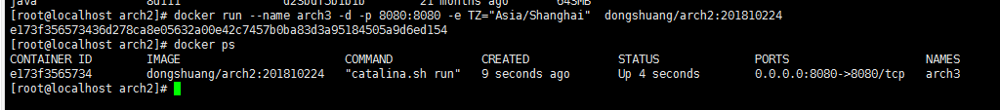 java 8u111 d23bdf5b1b1b 21 months ago 643MB
[root@localhost arch2]# docker run --name arch3 -d -p 8080:8080 -e TZ="Asia/Shanghai" dongshuang/arch2:201810224
e173f356573436d278ca8e05632a00e42c7457b0ba83d3a95184505a9d6ed154
[root@localhost arch2]# docker ps
CONTAINER ID IMAGE COMMAND CREATED STATUS PORTS NAMES
e173f3565734 dongshuang/arch2:201810224 "catalina.sh run" 9 seconds ago Up 4 seconds 0.0.0.0:8080->8080/tcp arch3
[root@localhost arch2]#